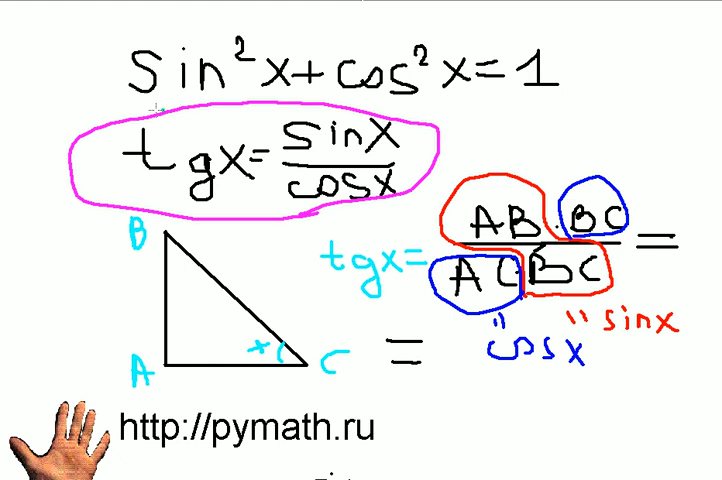 sin²x+cos²x=1
tgx=sinx/cosx
B
tgx=AB·BC/AC·BC=
"sinx
"cosx
=
A
x
C
http://pymath.ru